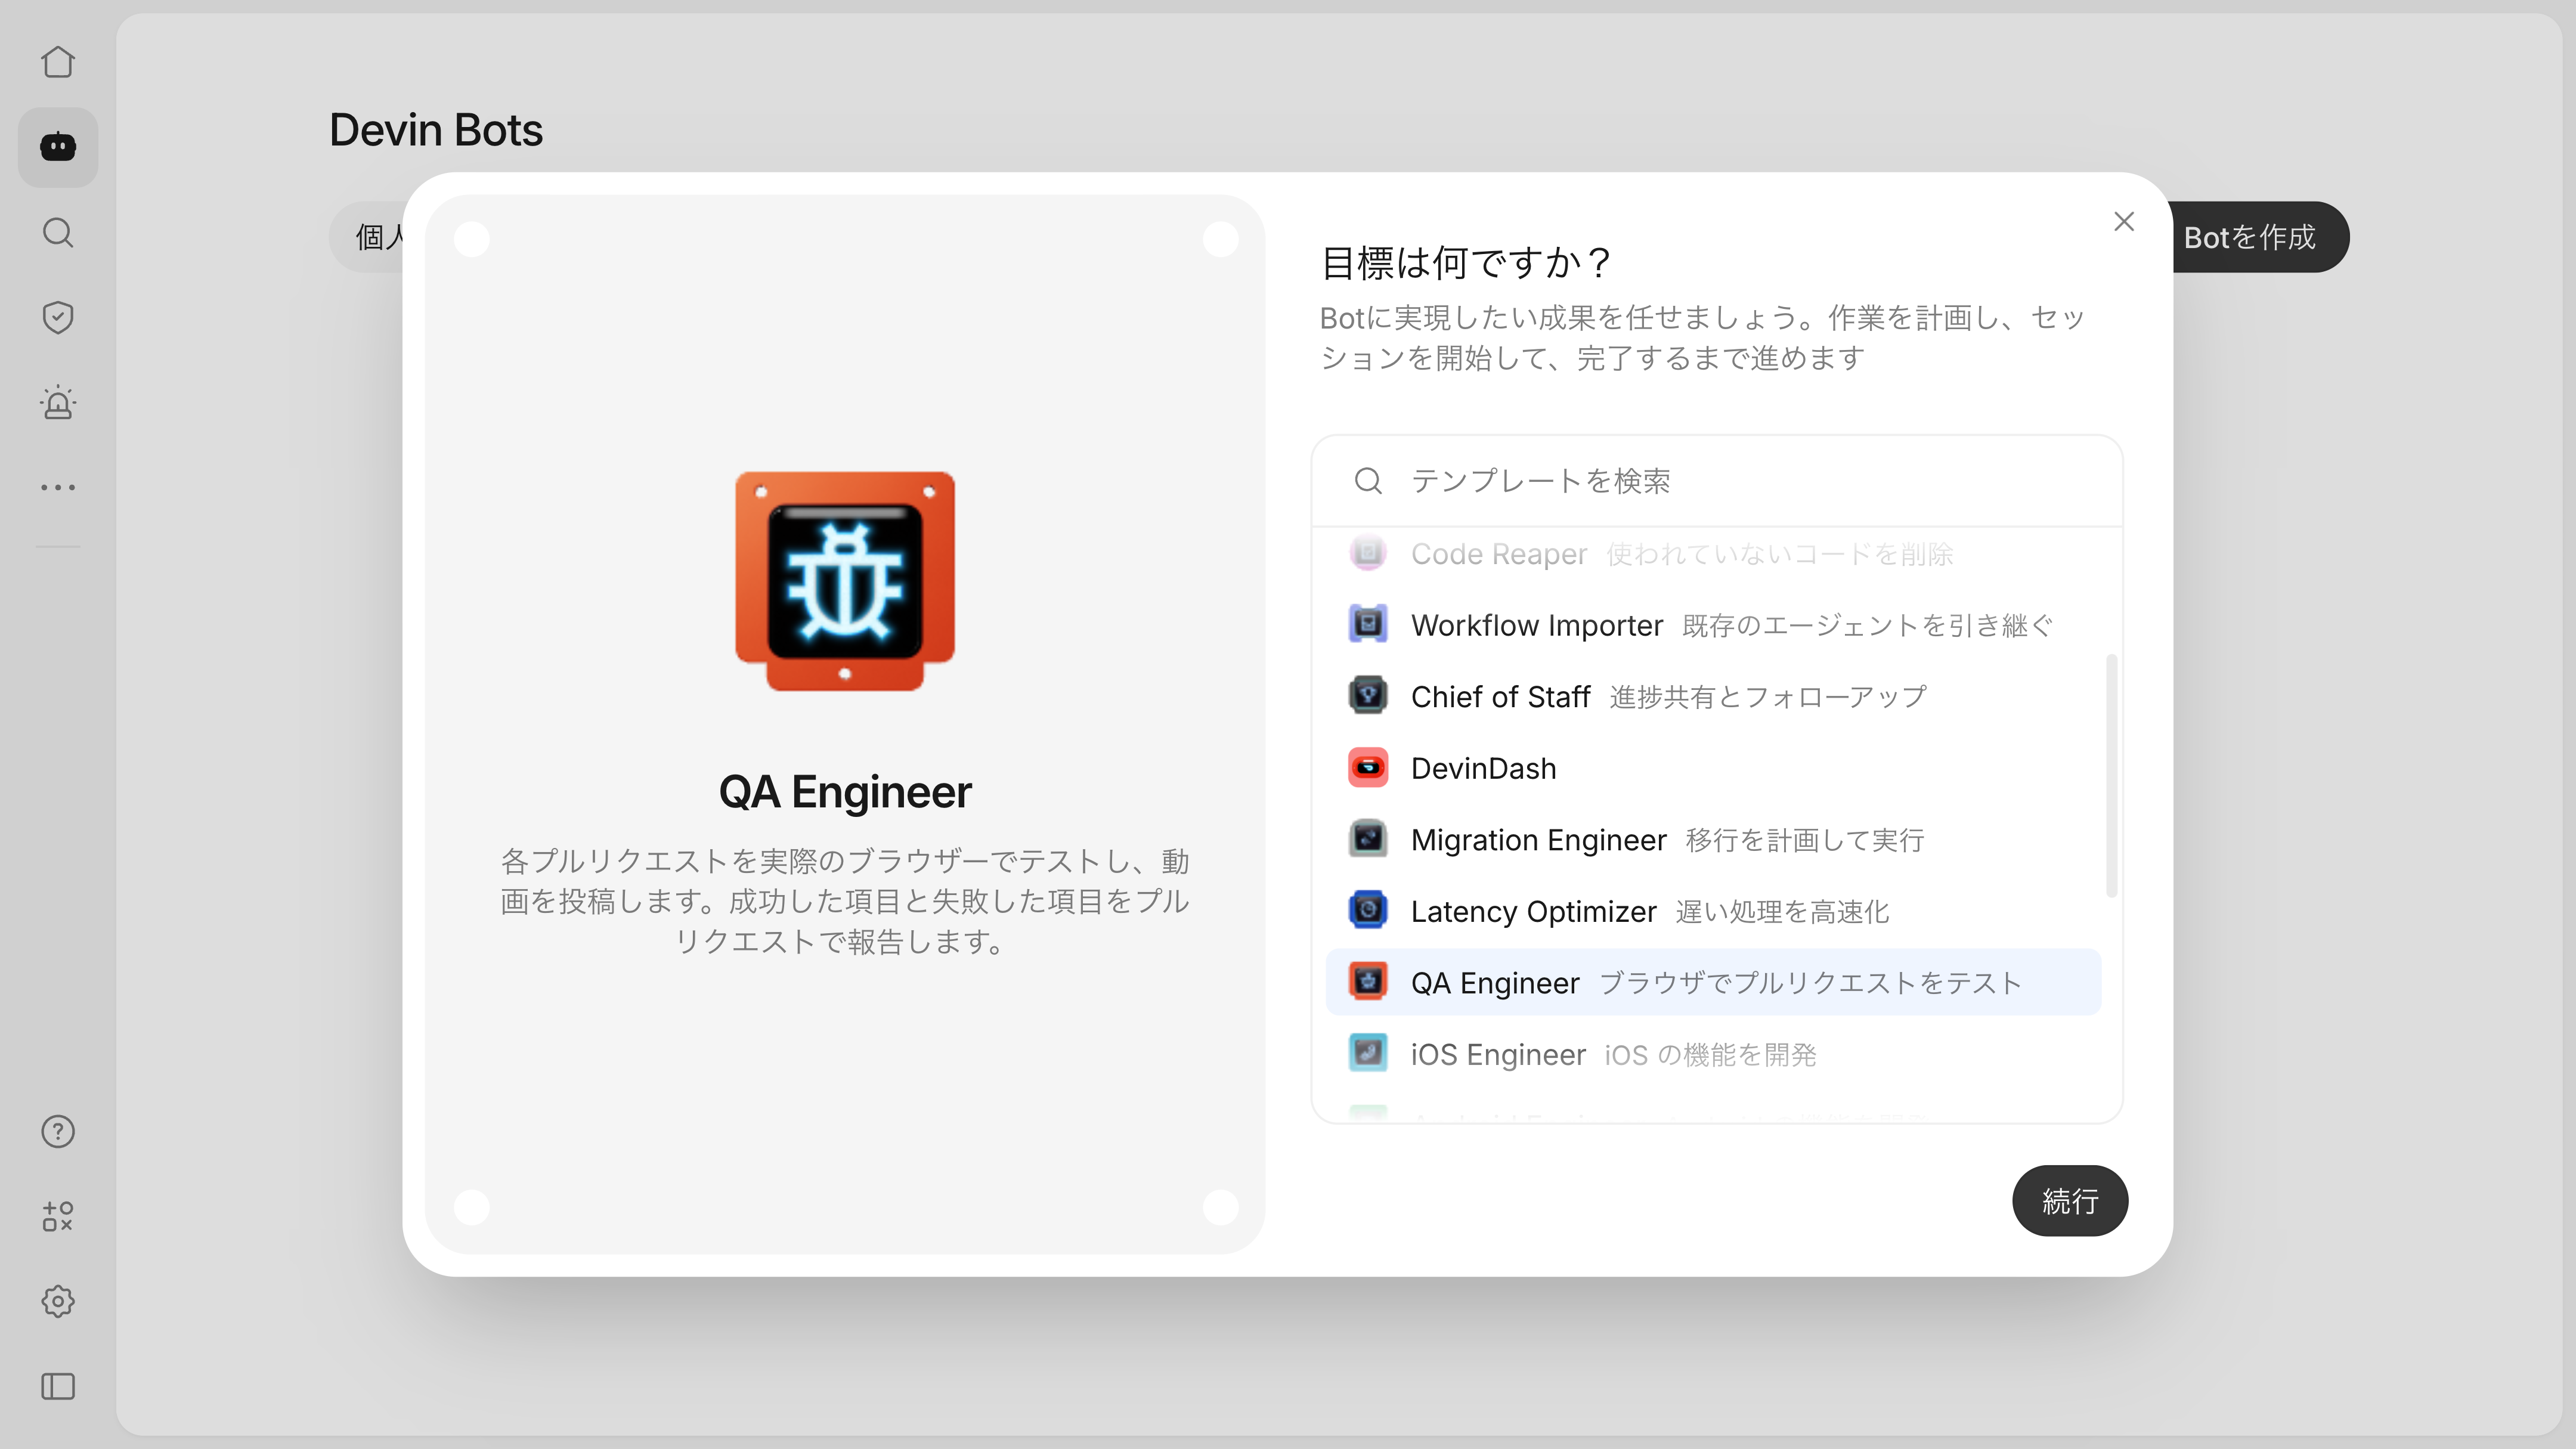 Devin Bots
個人
Botを作成
QA Engineer
各プルリクエストを実際のブラウザーでテストし、動
画を投稿します。成功した項目と失敗した項目をプル
リクエストで報告します。
目標は何ですか？
Botに実現したい成果を任せましょう。作業を計画し、セッ
ションを開始して、完了するまで進めます
テンプレートを検索
Code Reaper 使われていないコードを削除
Workflow Importer 既存のエージェントを引き継ぐ
Chief of Staff 進捗共有とフォローアップ
DevinDash
Migration Engineer 移行を計画して実行
Latency Optimizer 遅い処理を高速化
QA Engineer ブラウザでプルリクエストをテスト
iOS Engineer iOS の機能を開発
続行